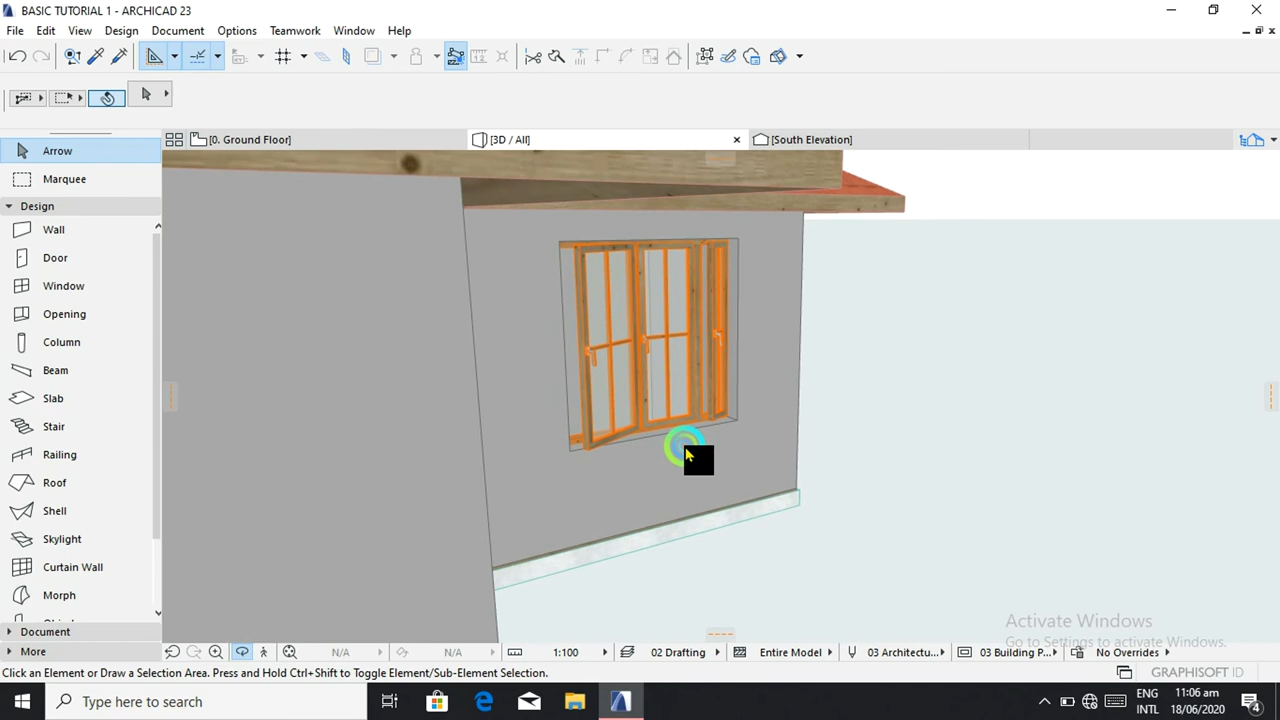 BASIC TUTORIAL 1 - ARCHICAD 23
File Edit View Design Document Options Teamwork Window Help
[0. Ground Floor] [3D / All] [South Elevation]
Arrow
Marquee
Design
Wall
Door
Window
Opening
Column
Beam
Slab
Stair
Railing
Roof
Shell
Skylight
Curtain Wall
Morph
Document
More
Activate Windows
Go to Settings to activate Windows.
N/A N/A 1:100 02 Drafting Entire Model 03 Architectu... 03 Building P... No Overrides
Click an Element or Draw a Selection Area. Press and Hold Ctrl+Shift to Toggle Element/Sub-Element Selection.
GRAPHISOFT ID
Type here to search
ENG
INTL
11:06 am
18/06/2020
4